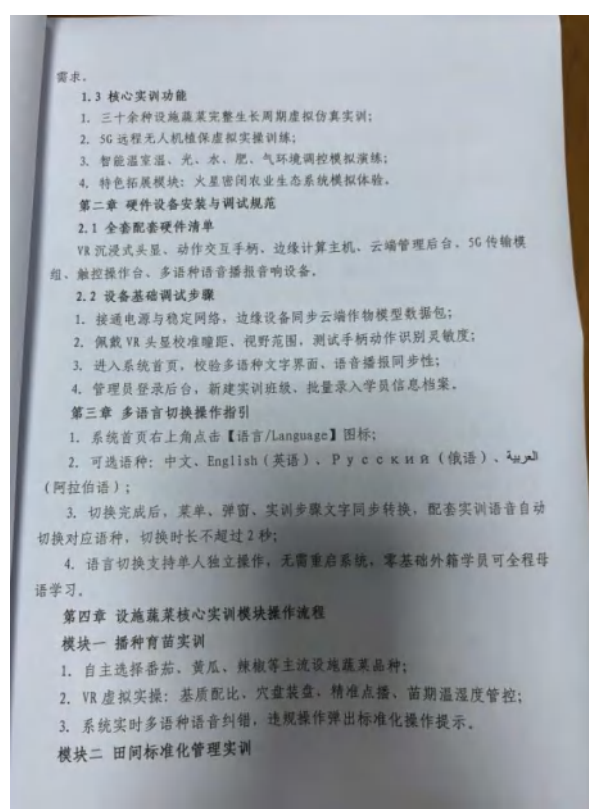 需求。
1.3 核心实训功能
1. 三十余种设施蔬菜完整生长周期虚拟仿真实训;
2. 5G 远程无人机植保虚拟实操训练;
3. 智能温室温、光、水、肥、气环境调控模拟演练;
4. 特色拓展模块: 火星密闭农业生态系统模拟体验。
第二章 硬件设备安装与调试规范
2.1 全套配套硬件清单
VR 沉浸式头显、动作交互手柄、边缘计算主机、云端管理后台、5G 传输模
组、触控操作台、多语种语音播报音响设备。
2.2 设备基础调试步骤
1. 接通电源与稳定网络, 边缘设备同步云端作物模型数据包;
2. 佩戴 VR 头显校准瞳距、视野范围, 测试手柄动作识别灵敏度;
3. 进入系统首页, 校验多语种文字界面、语音播报同步性;
4. 管理员登录后台, 新建实训班级、批量录入学员信息档案。
第三章 多语言切换操作指引
1. 系统首页右上角点击【语言/Language】图标;
2. 可选语种: 中文、English(英语)、Русский(俄语)、العربية
(阿拉伯语);
3. 切换完成后, 菜单、弹窗、实训步骤文字同步转换, 配套实训语音自动
切换对应语种, 切换时长不超过 2 秒;
4. 语言切换支持单人独立操作, 无需重启系统, 零基础外籍学员可全程母
语学习。
第四章 设施蔬菜核心实训模块操作流程
模块一 播种育苗实训
1. 自主选择番茄、黄瓜、辣椒等主流设施蔬菜品种;
2. VR 虚拟实操: 基质配比、穴盘装盘、精准点播、苗期温湿度管控;
3. 系统实时多语种语音纠错, 违规操作弹出标准化操作提示。
模块二 田间标准化管理实训